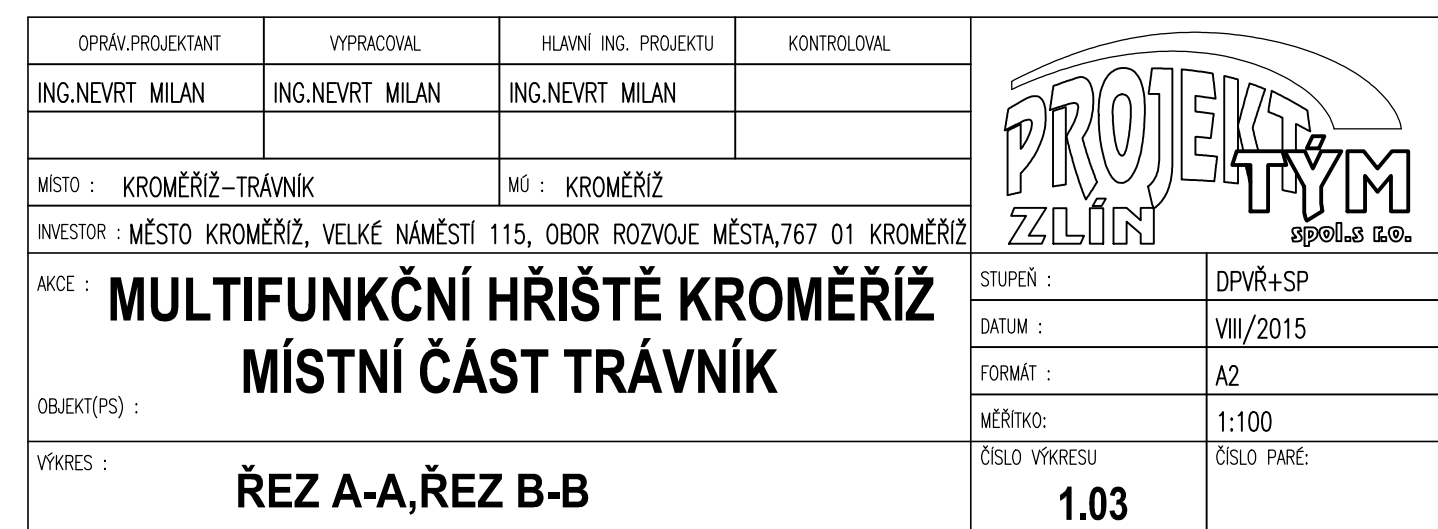 OPRÁV.PROJEKTANT VYPRACOVAL HLAVNÍ ING. PROJEKTU KONTROLOVAL
ING.NEVRT MILAN ING.NEVRT MILAN ING.NEVRT MILAN
MÍSTO : KROMĚŘÍŽ-TRÁVNÍK MÚ : KROMĚŘÍŽ
INVESTOR : MĚSTO KROMĚŘÍŽ, VELKÉ NÁMĚSTÍ 115, OBOR ROZVOJE MĚSTA,767 01 KROMĚŘÍŽ
PROJEKT
TÝM
ZLÍN
spol.s r.o.
AKCE : MULTIFUNKČNÍ HŘIŠTĚ KROMĚŘÍŽ
MÍSTNÍ ČÁST TRÁVNÍK
OBJEKT(PS) :
STUPEŇ : DPVŘ+SP
DATUM : VIII/2015
FORMÁT : A2
MĚŘÍTKO: 1:100
VÝKRES : ŘEZ A-A,ŘEZ B-B
ČÍSLO VÝKRESU ČÍSLO PARÉ:
1.03